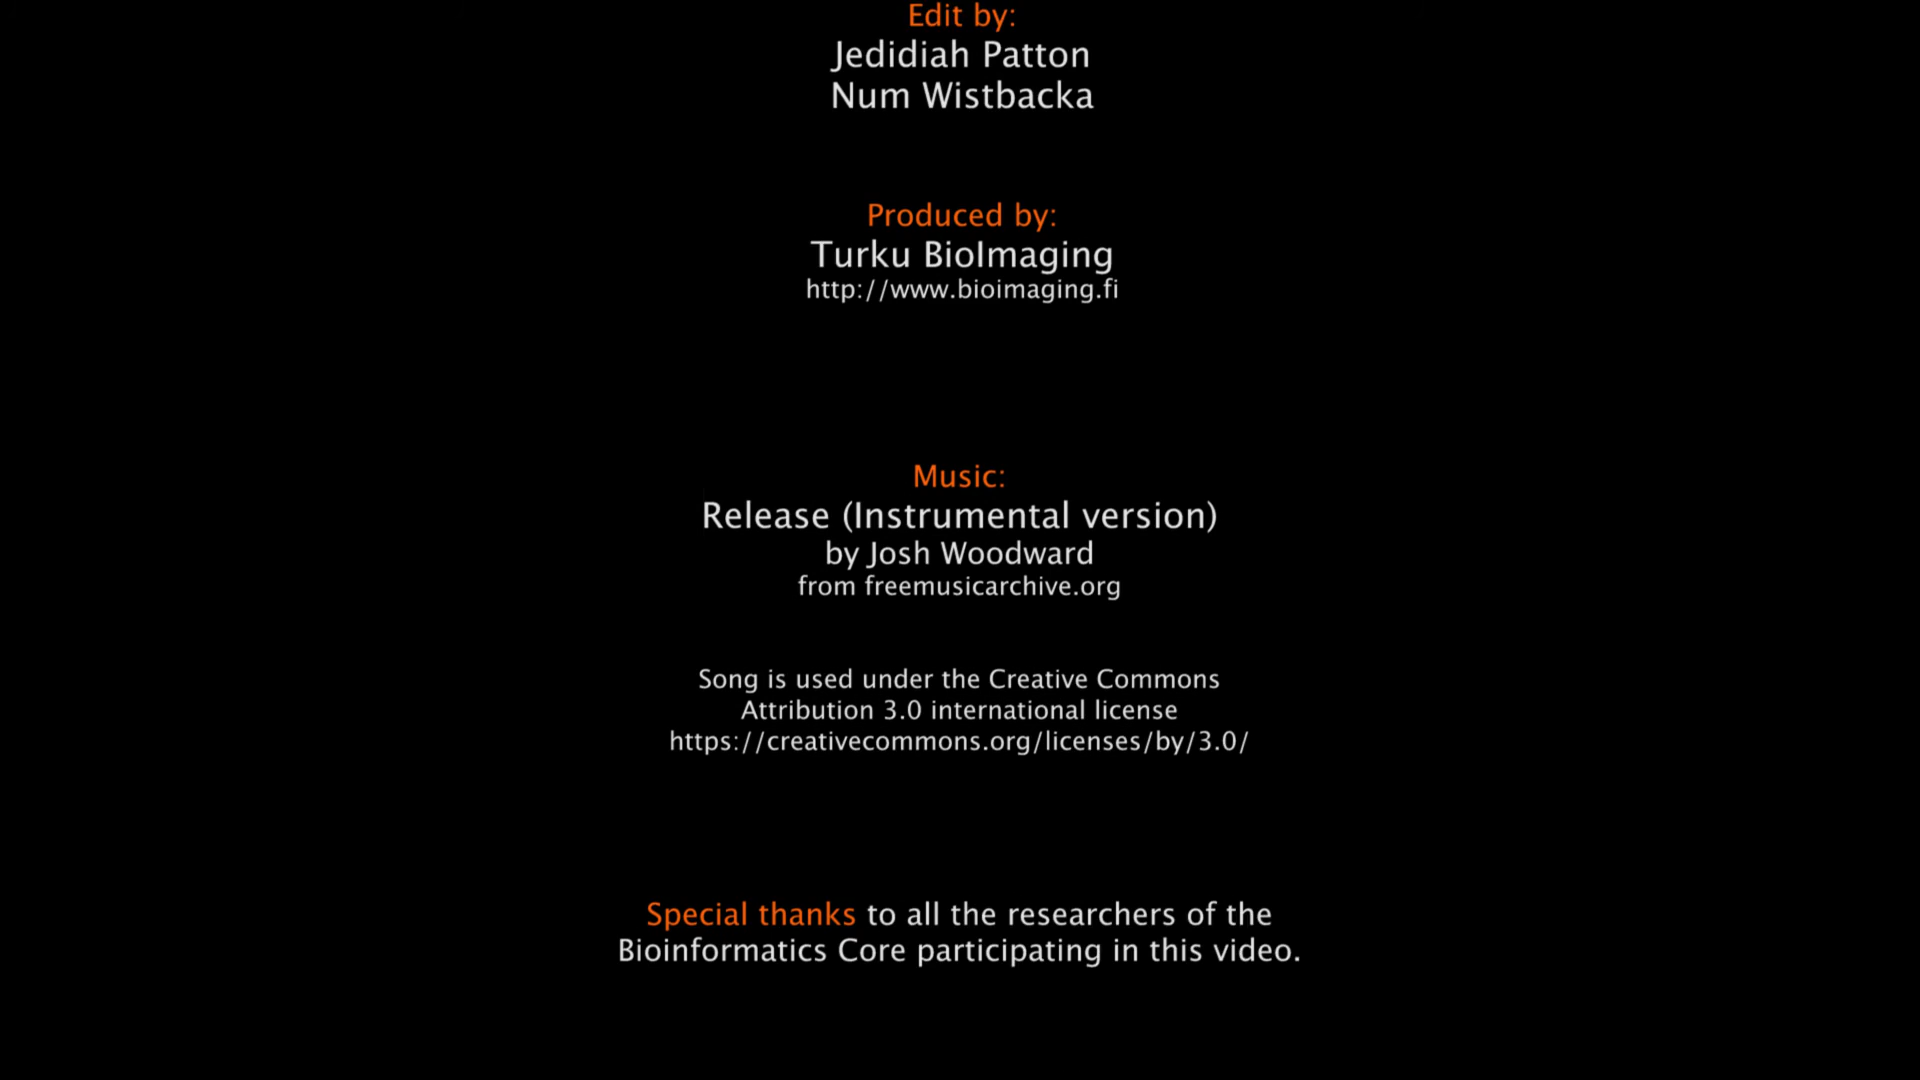 Edit by:
Jedidiah Patton
Num Wistbacka
Produced by:
Turku BioImaging
http://www.bioimaging.fi
Music:
Release (Instrumental version)
by Josh Woodward
from freemusicarchive.org
Song is used under the Creative Commons
Attribution 3.0 international license
https://creativecommons.org/licenses/by/3.0/
Special thanks to all the researchers of the
Bioinformatics Core participating in this video.